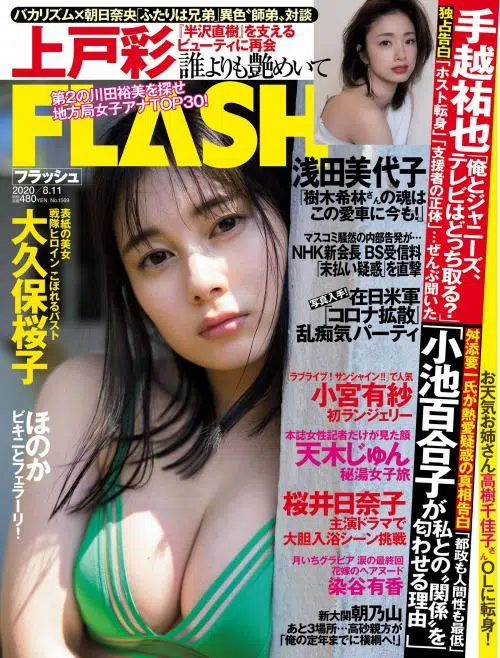 バカリズム×朝日奈央「ふたりは兄弟」異色“師弟”対談
上戸彩
『半沢直樹』を支える
ビューティに再会
誰よりも艶めいて
第2の川田裕美を探せ
地方局女子アナTOP30!
FLASH
フラッシュ
2020/8.11
480YEN No.1569
表紙の美女
戦隊ヒロイン こぼれるバスト
大久保桜子
ほのか
ビキニとフェラーリ!
手越祐也
「俺とジャニーズ、
テレビはどっち取る?」
独占告白「ホスト転身」「支援者の正体」…ぜんぶ聞いた
浅田美代子
「樹木希林さんの魂は
この愛車に今も!」
マスコミ騒然の内部告発が…
NHK新会長 BS受信料
「未払い疑惑」を直撃
写真入手!
在日米軍
「コロナ拡散」
乱痴気パーティ
「ラブライブ!サンシャイン!!」で人気
小宮有紗
初ランジェリー
本誌女性記者だけが見た顔
天木じゅん
秘湯女子旅
桜井日奈子
主演ドラマで
大胆入浴シーン挑戦
月いちグラビア 涙の最終回
花嫁のヘアヌード
染谷有香
新大関 朝乃山
あと3場所…高砂親方が
「俺の定年までに横綱へ!」
舛添要一氏が熱愛疑惑の真相告白「都政も人間性も最低」
「小池百合子が私との“関係”を
匂わせる理由」
お天気お姉さん 高樹千佳子さん OLに転身!